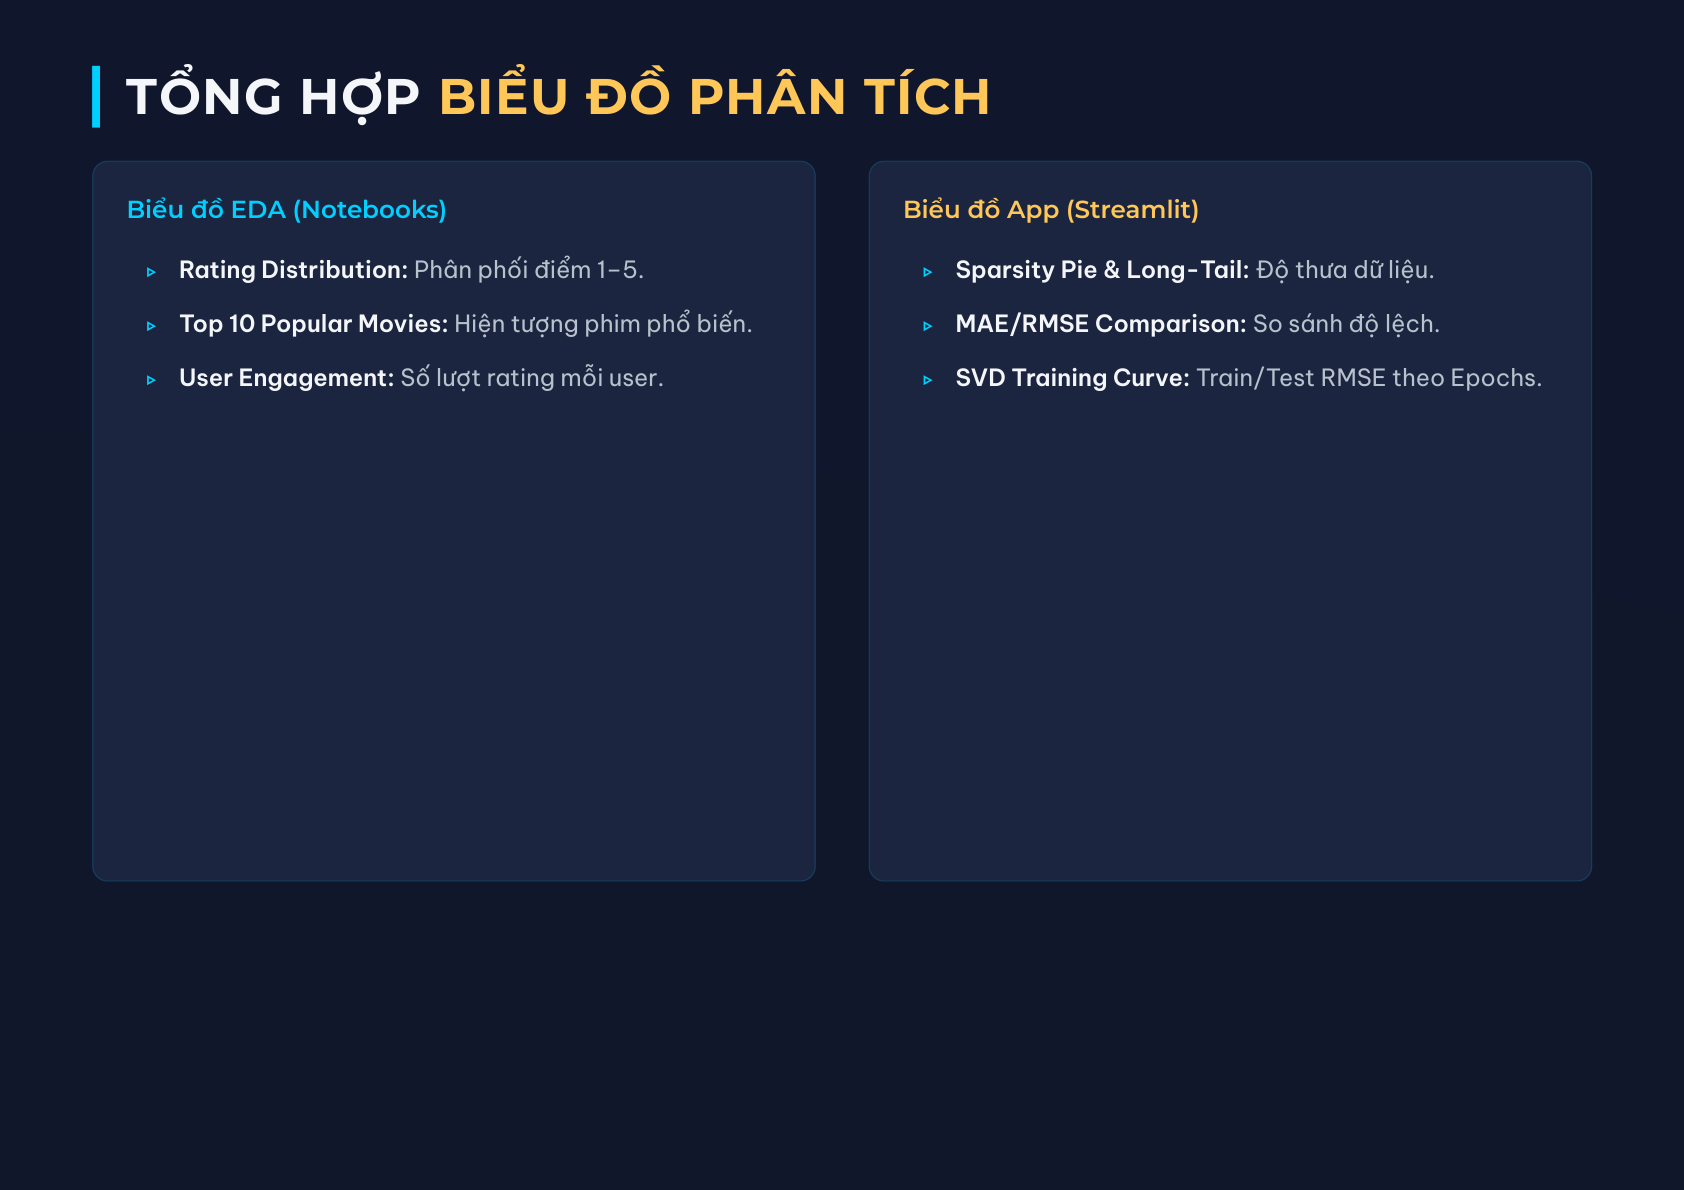 TỔNG HỢP BIỂU ĐỒ PHÂN TÍCH
Biểu đồ EDA (Notebooks)
▹ Rating Distribution: Phân phối điểm 1–5.
▹ Top 10 Popular Movies: Hiện tượng phim phổ biến.
▹ User Engagement: Số lượt rating mỗi user.
Biểu đồ App (Streamlit)
▹ Sparsity Pie & Long-Tail: Độ thưa dữ liệu.
▹ MAE/RMSE Comparison: So sánh độ lệch.
▹ SVD Training Curve: Train/Test RMSE theo Epochs.